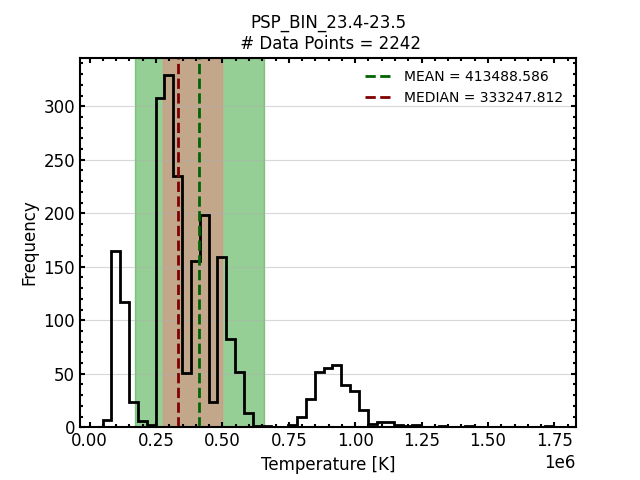 PSP_BIN_23.4-23.5
# Data Points = 2242
MEAN = 413488.586
MEDIAN = 333247.812
Frequency
300
250
200
150
100
50
0
0.00 0.25 0.50 0.75 1.00 1.25 1.50 1.75
1e6
Temperature [K]